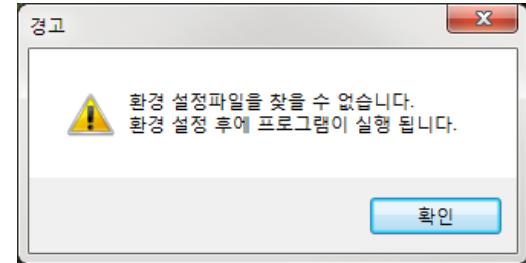 경고
환경 설정파일을 찾을 수 없습니다.
환경 설정 후에 프로그램이 실행 됩니다.
확인